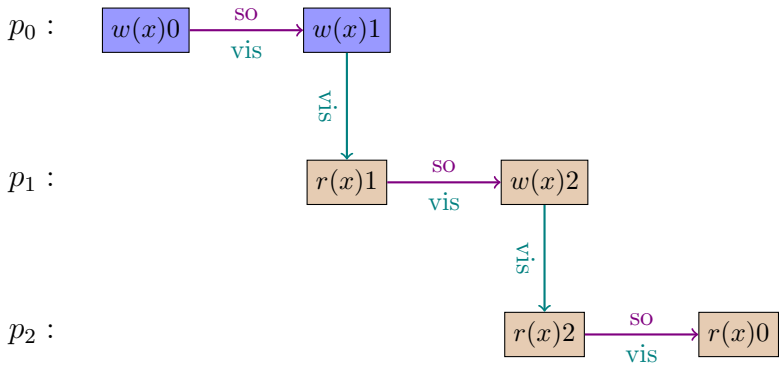 p₀ : w(x)0 so w(x)1
vis
vis
p₁ : r(x)1 so w(x)2
vis
vis
p₂ : r(x)2 so r(x)0
vis